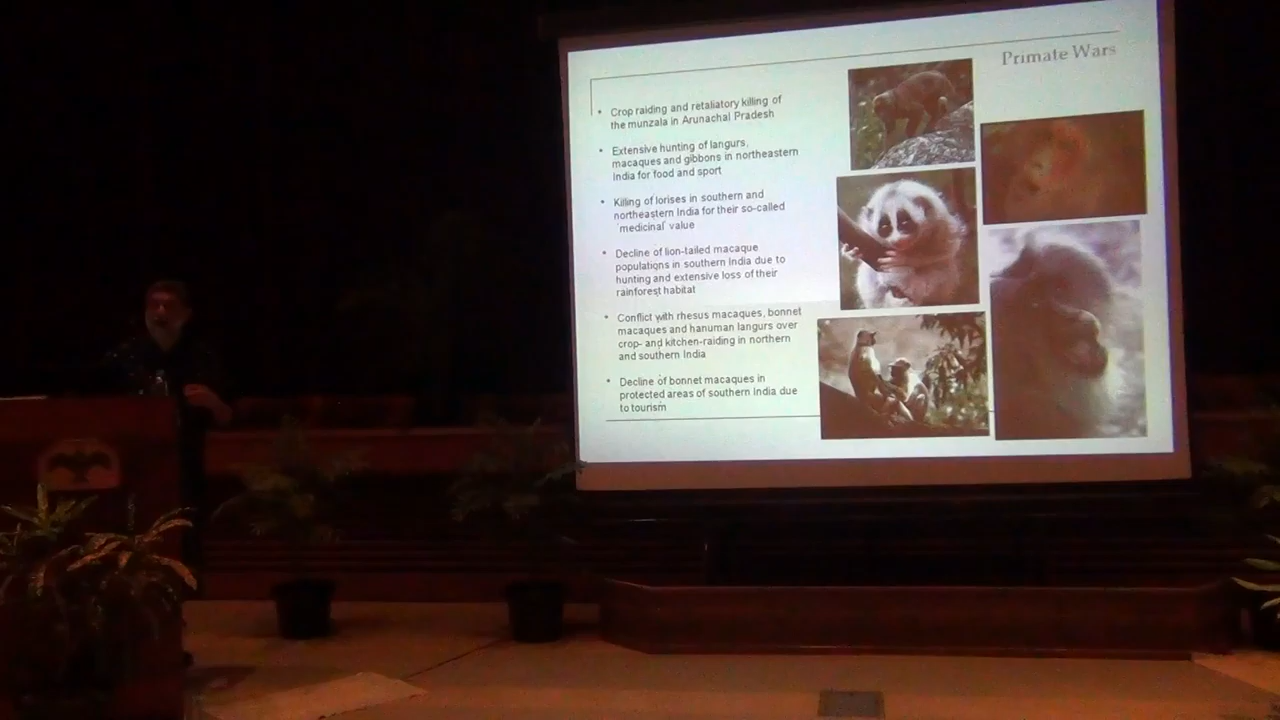 Primate Wars
• Crop raiding and retaliatory killing of
the munzala in Arunachal Pradesh
• Extensive hunting of langurs,
macaques and gibbons in northeastern
India for food and sport
• Killing of lorises in southern and
northeastern India for their so-called
'medicinal' value
• Decline of lion-tailed macaque
populations in southern India due to
hunting and extensive loss of their
rainforest habitat
• Conflict with rhesus macaques, bonnet
macaques and hanuman langurs over
crop- and kitchen-raiding in northern
and southern India
• Decline of bonnet macaques in
protected areas of southern India due
to tourism